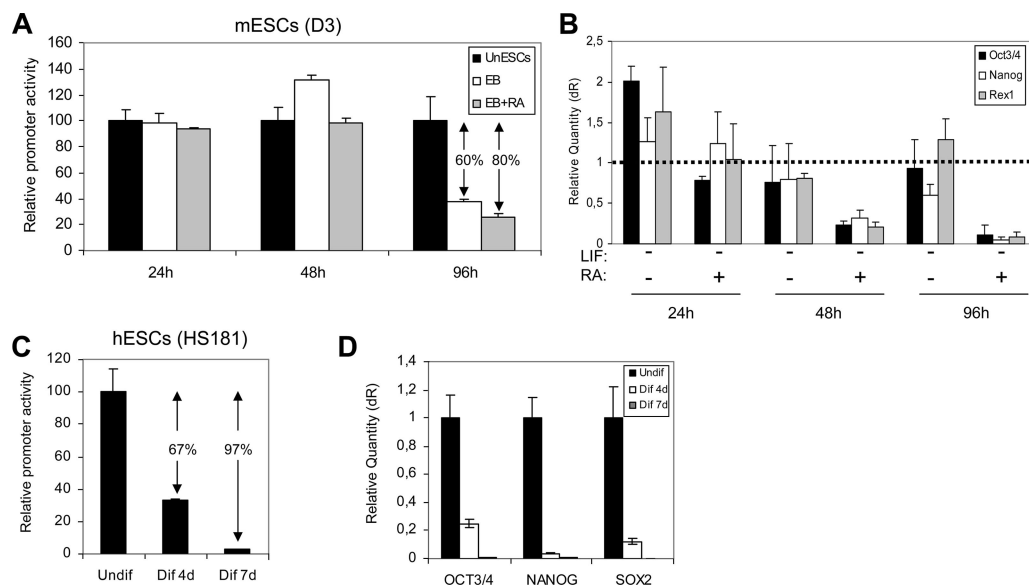 A
mESCs (D3)
Relative promoter activity
160
140
120
100
80
60
40
20
0
UnESCs
EB
EB+RA
60%
80%
24h
48h
96h
B
Relative Quantity (dR)
2,5
2
1,5
1
0,5
0
Oct3/4
Nanog
Rex1
LIF: - - - - - -
RA: - + - + - +
24h
48h
96h
C
hESCs (HS181)
Relative promoter activity
120
100
80
60
40
20
0
67%
97%
Undif
Dif 4d
Dif 7d
D
Relative Quantity (dR)
1,4
1,2
1
0,8
0,6
0,4
0,2
0
Undif
Dif 4d
Dif 7d
OCT3/4
NANOG
SOX2